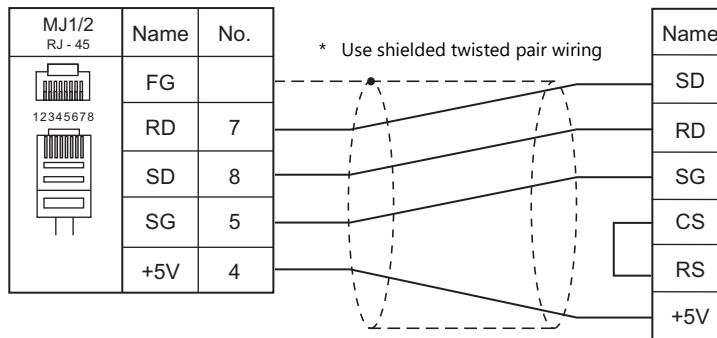 MJ1/2
RJ - 45
Name
No.
* Use shielded twisted pair wiring
Name
12345678
FG
RD
7
SD
8
SG
5
+5V
4
SD
RD
SG
CS
RS
+5V